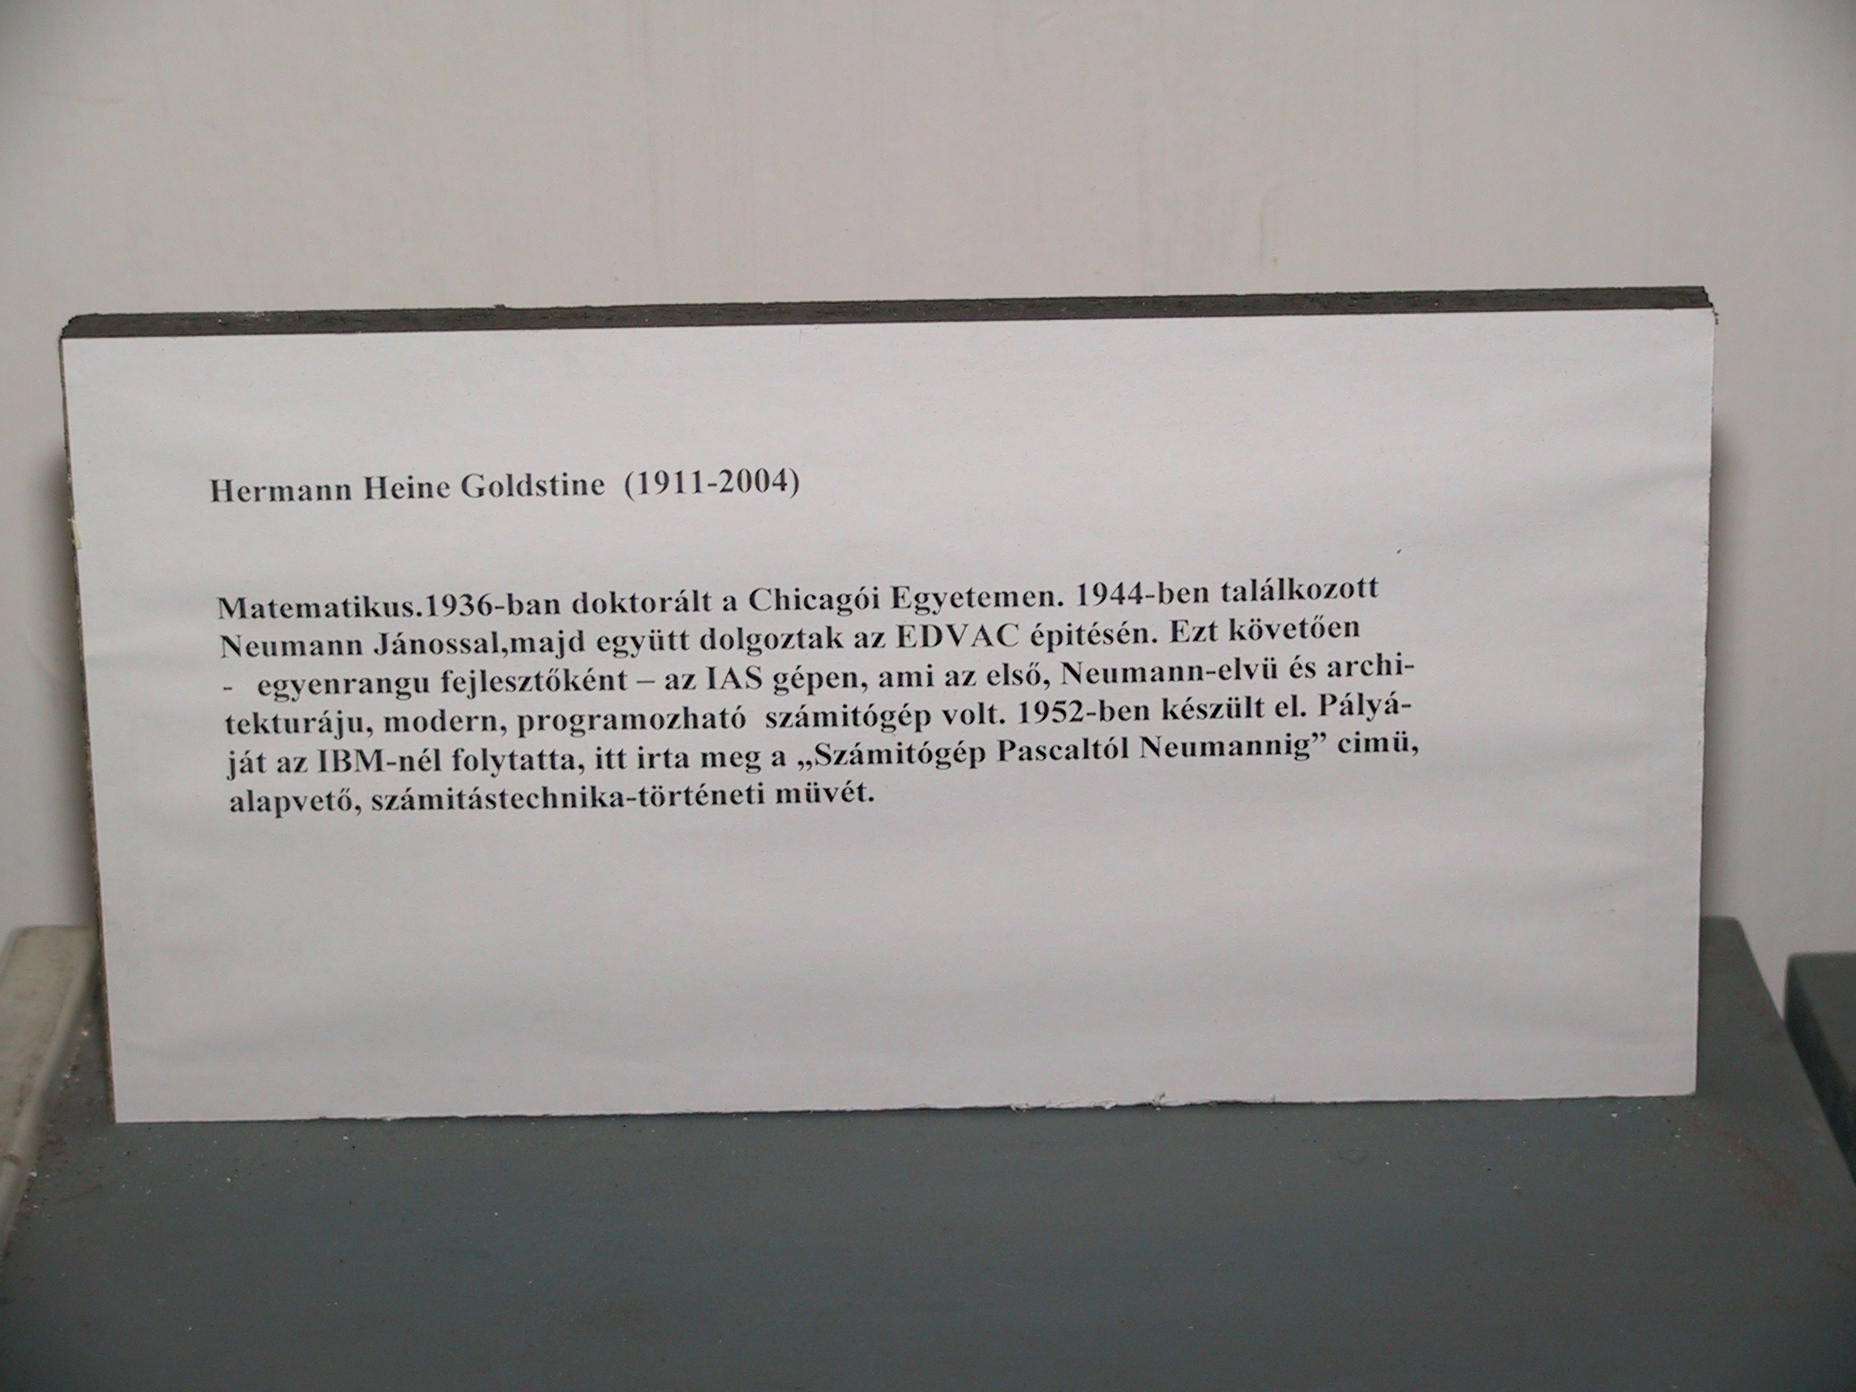 Hermann Heine Goldstine  (1911-2004)
Matematikus.1936-ban doktorált a Chicagói Egyetemen. 1944-ben találkozott
Neumann Jánossal,majd együtt dolgoztak az EDVAC épitésén. Ezt követően
-  egyenrangu fejlesztőként – az IAS gépen, ami az első, Neumann-elvü és archi-
tekturáju, modern, programozható  számitógép volt. 1952-ben készült el. Pályá-
ját az IBM-nél folytatta, itt irta meg a „Számitógép Pascaltól Neumannig” cimü,
alapvető, számitástechnika-történeti müvét.